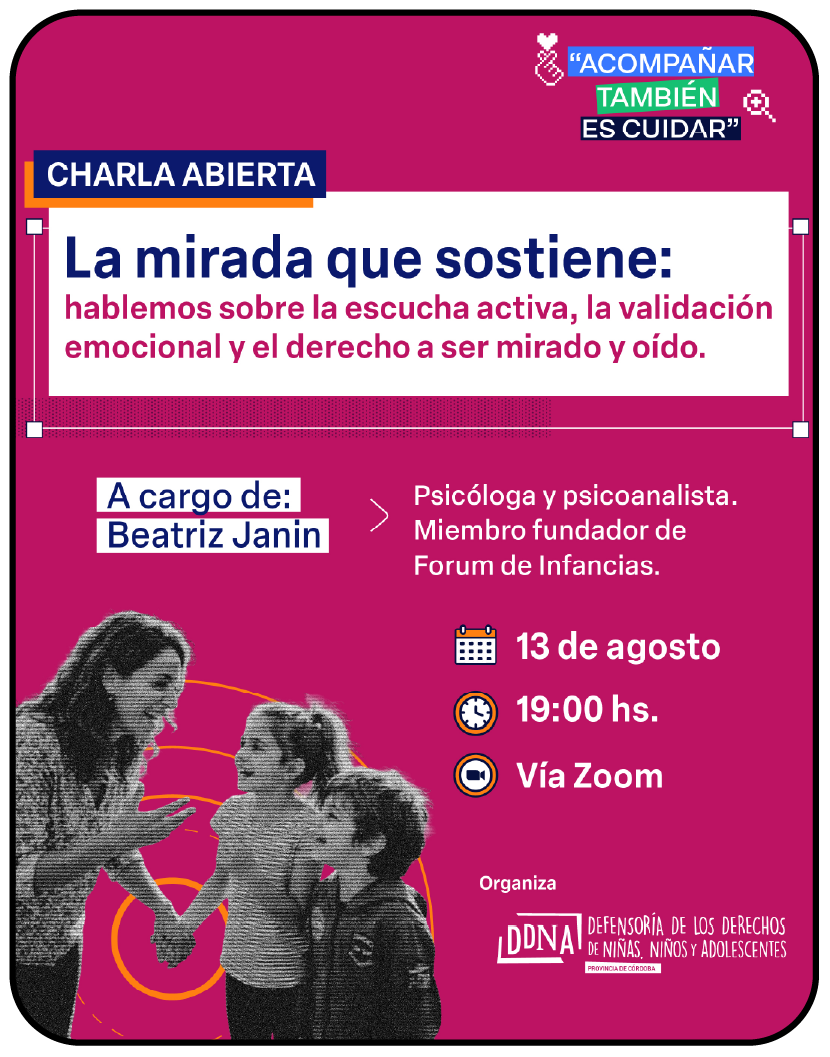 “ACOMPAÑAR
TAMBIÉN
ES CUIDAR”
CHARLA ABIERTA
La mirada que sostiene:
hablemos sobre la escucha activa, la validación
emocional y el derecho a ser mirado y oído.
A cargo de:
Beatriz Janin
Psicóloga y psicoanalista.
Miembro fundador de
Forum de Infancias.
13 de agosto
19:00 hs.
Vía Zoom
Organiza
DDNA
DEFENSORÍA DE LOS DERECHOS
DE NIÑAS, NIÑOS Y ADOLESCENTES
PROVINCIA DE CÓRDOBA